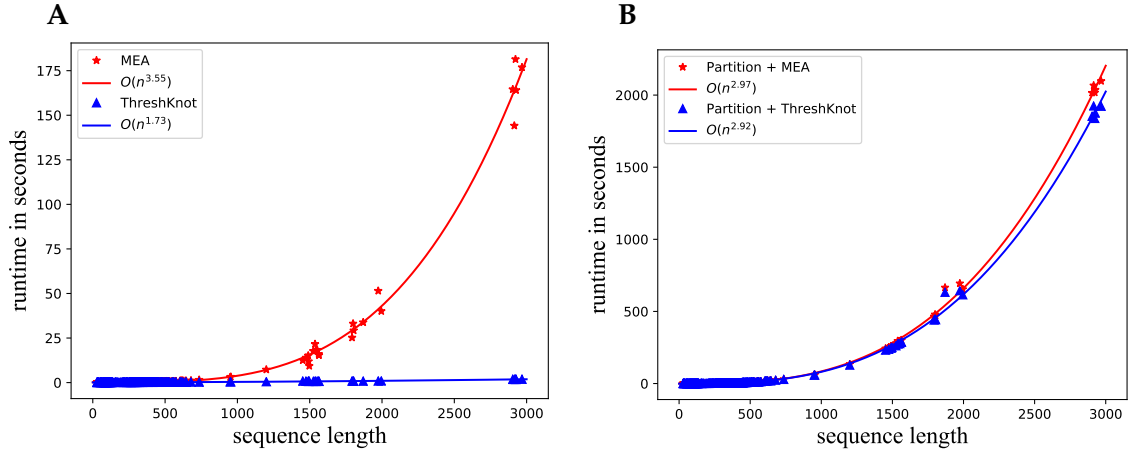 A
MEA
O(n^3.55)
ThreshKnot
O(n^1.73)
175
150
125
100
75
50
25
0
runtime in seconds
0 500 1000 1500 2000 2500 3000
sequence length
B
Partition + MEA
O(n^2.97)
Partition + ThreshKnot
O(n^2.92)
2000
1500
1000
500
0
runtime in seconds
0 500 1000 1500 2000 2500 3000
sequence length